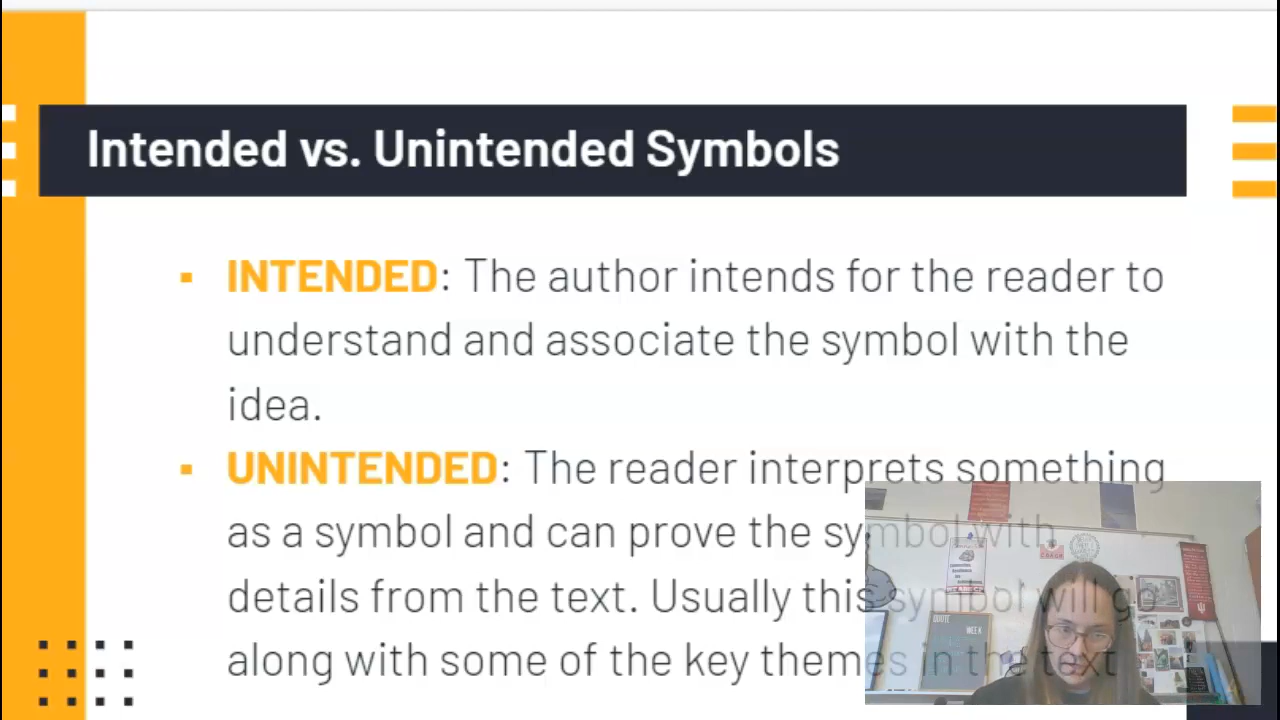 Intended vs. Unintended Symbols
INTENDED: The author intends for the reader to
understand and associate the symbol with the
idea.
UNINTENDED: The reader interprets something
as a symbol and can prove the symbol with
details from the text. Usually this symbol will go
along with some of the key themes in the text
QUOTE
WEEK